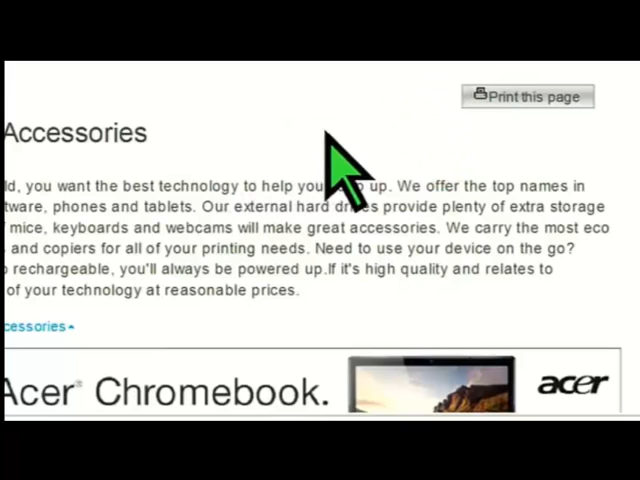 Print this page
Accessories
ld, you want the best technology to help you up. We offer the top names in
tware, phones and tablets. Our external hard drives provide plenty of extra storage
mice, keyboards and webcams will make great accessories. We carry the most eco
and copiers for all of your printing needs. Need to use your device on the go?
rechargeable, you'll always be powered up.If it's high quality and relates to
of your technology at reasonable prices.
cessories
Acer® Chromebook.
acer